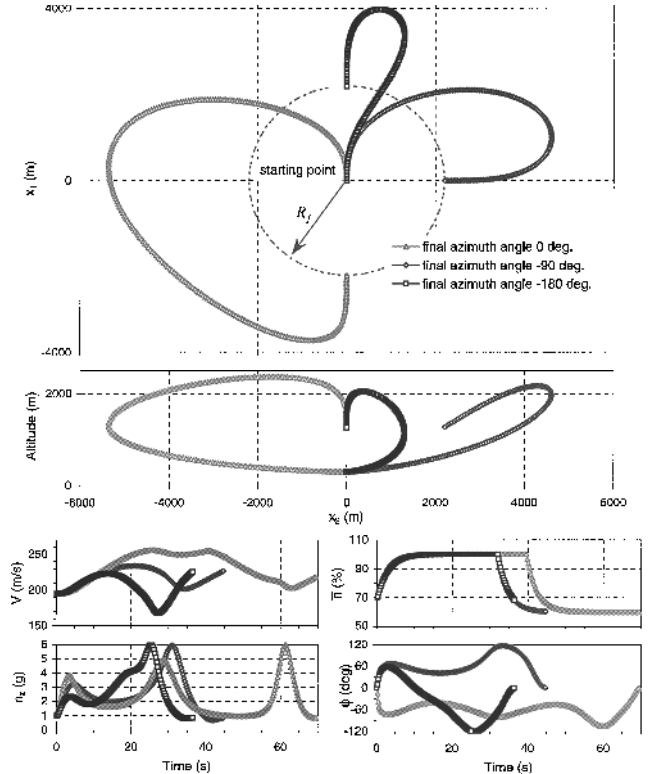 4000
x₁ (m)
0
-4000
starting point
R_f
final azimuth angle 0 deg.
final azimuth angle -90 deg.
final azimuth angle -180 deg.
Altitude (m)
2000
0
-6000 -4000 -2000 0 2000 4000 6000
x₂ (m)
V (m/s)
250
200
150
n̄ (%)
110
90
70
50
n_z (g)
6
5
4
3
2
1
0
0 20 40 60
Time (s)
ϕ (deg)
120
60
0
-60
-120
0 20 40 60
Time (s)